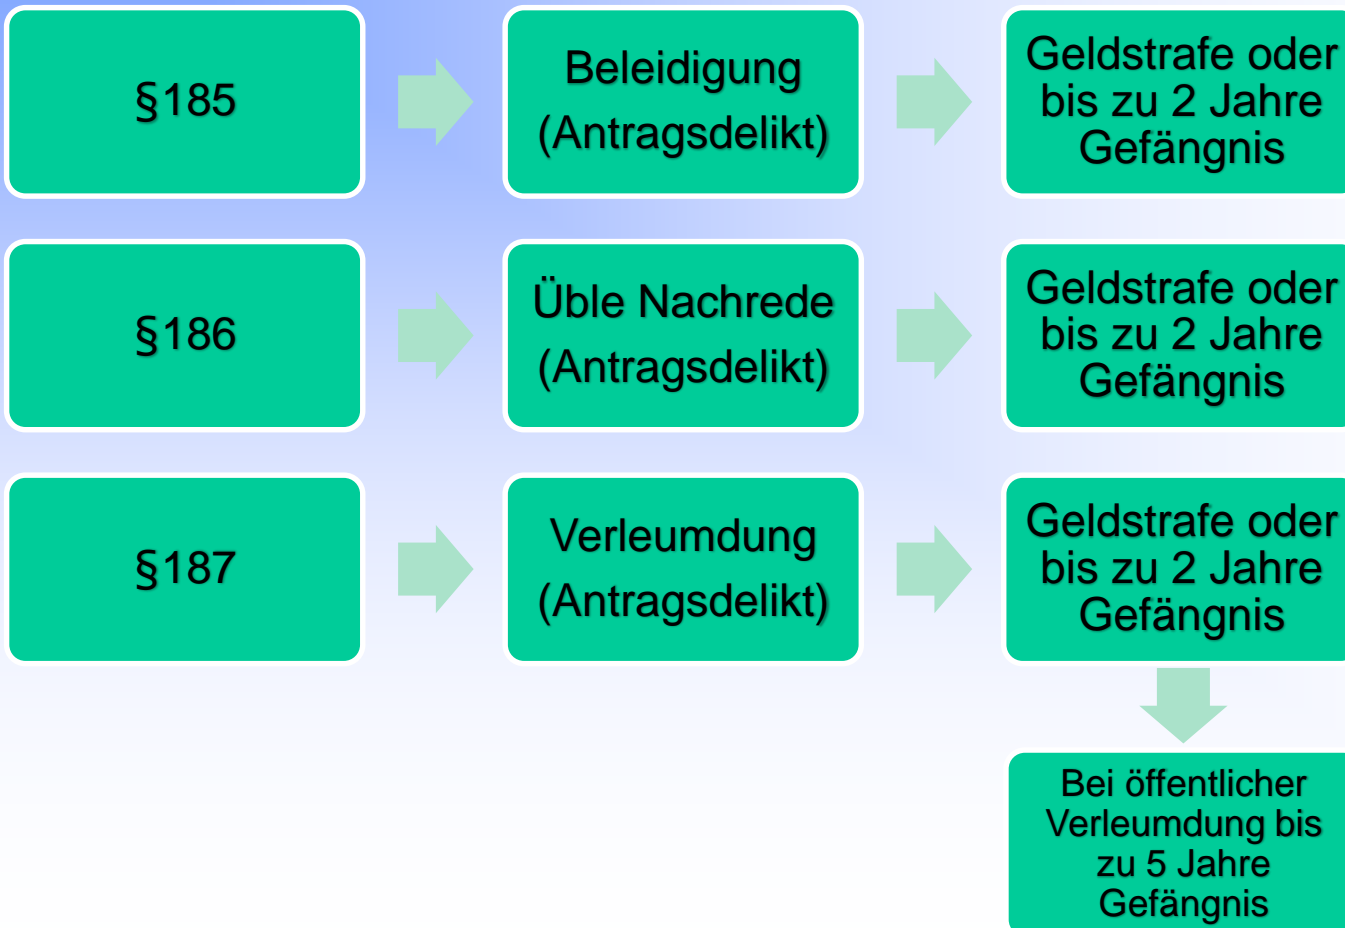 §185
Beleidigung
(Antragsdelikt)
Geldstrafe oder
bis zu 2 Jahre
Gefängnis
§186
Üble Nachrede
(Antragsdelikt)
Geldstrafe oder
bis zu 2 Jahre
Gefängnis
§187
Verleumdung
(Antragsdelikt)
Geldstrafe oder
bis zu 2 Jahre
Gefängnis
Bei öffentlicher
Verleumdung bis
zu 5 Jahre
Gefängnis